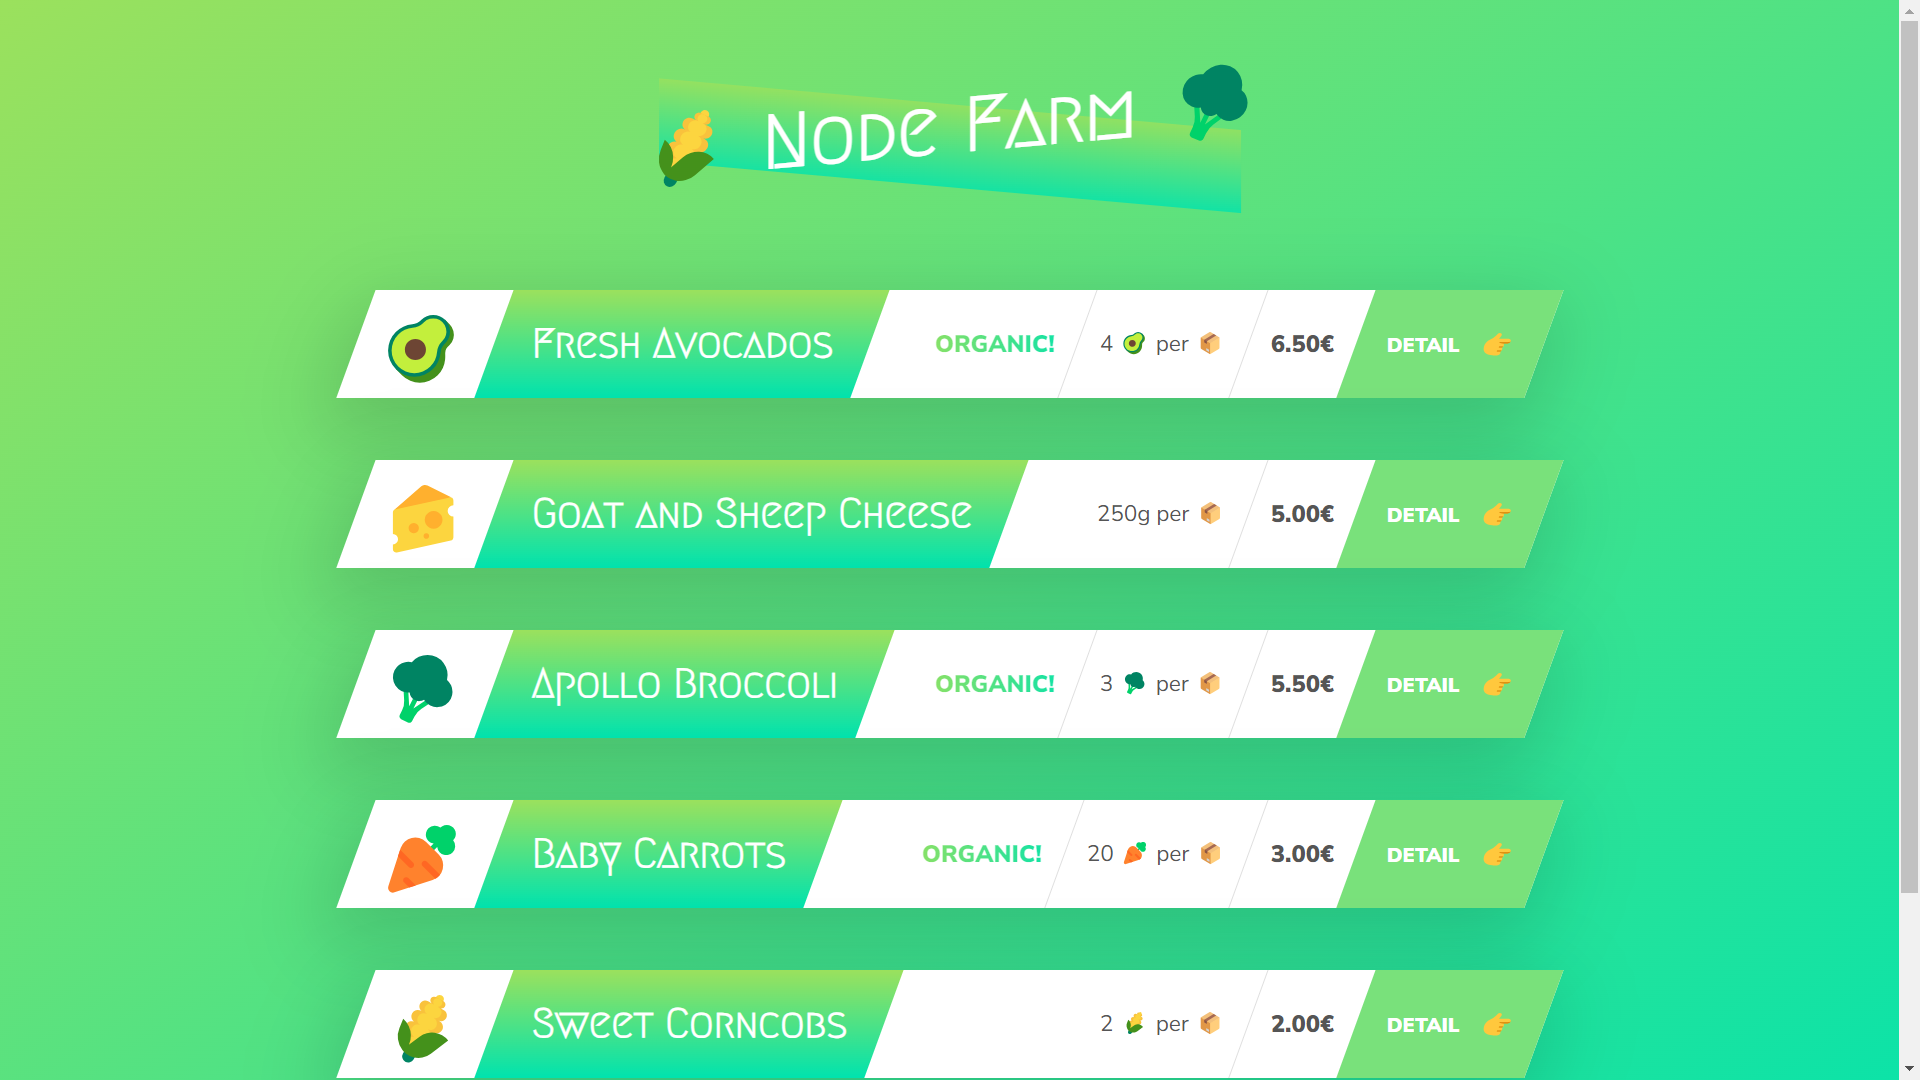 Node Farm
Fresh Avocados ORGANIC! 4 🥑 per 📦 6.50€ DETAIL 👉
Goat and Sheep Cheese 250g per 📦 5.00€ DETAIL 👉
Apollo Broccoli ORGANIC! 3 🥦 per 📦 5.50€ DETAIL 👉
Baby Carrots ORGANIC! 20 🥕 per 📦 3.00€ DETAIL 👉
Sweet Corncobs 2 🌽 per 📦 2.00€ DETAIL 👉